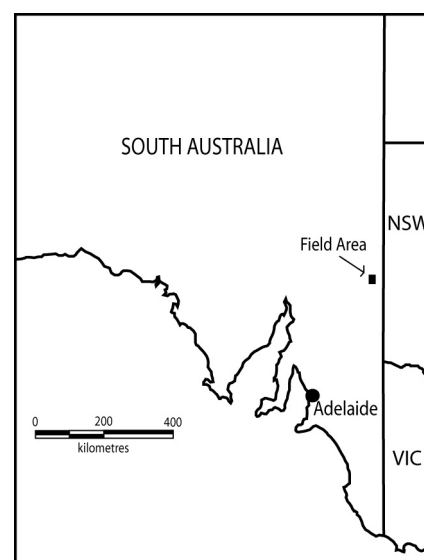 SOUTH AUSTRALIA
NSW
Field Area
Adelaide
0 200 400
kilometres
VIC